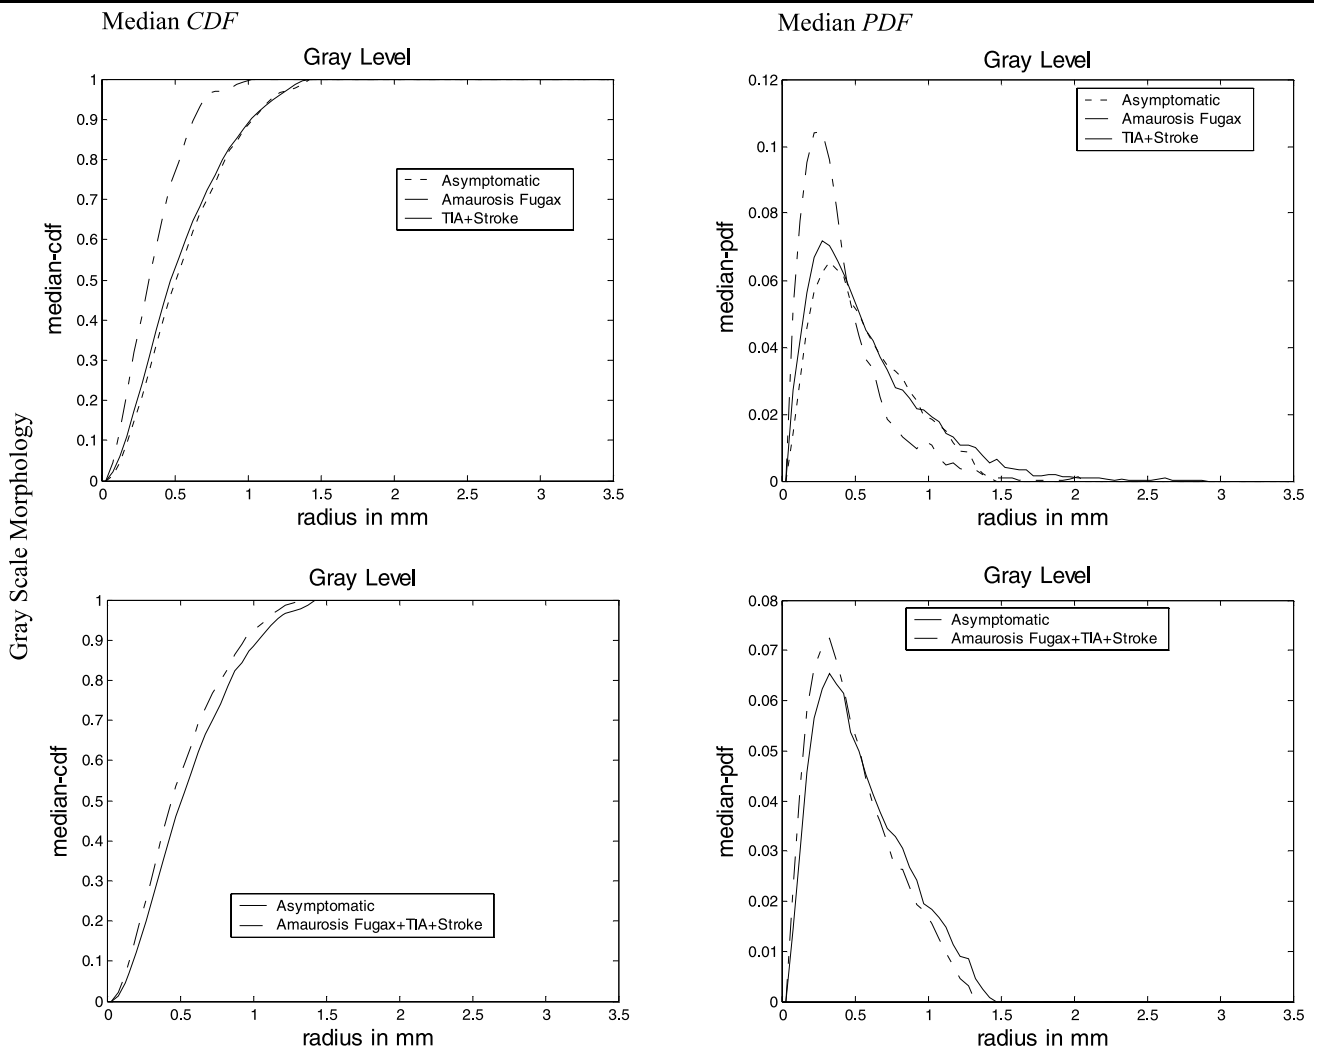 Median CDF
Median PDF
Gray Scale Morphology
Gray Level
median-cdf
1
0.9
0.8
0.7
0.6
0.5
0.4
0.3
0.2
0.1
0
Asymptomatic
Amaurosis Fugax
TIA+Stroke
0 0.5 1 1.5 2 2.5 3 3.5
radius in mm
Gray Level
median-pdf
0.12
0.1
0.08
0.06
0.04
0.02
0
Asymptomatic
Amaurosis Fugax
TIA+Stroke
0 0.5 1 1.5 2 2.5 3 3.5
radius in mm
Gray Level
median-cdf
1
0.9
0.8
0.7
0.6
0.5
0.4
0.3
0.2
0.1
0
Asymptomatic
Amaurosis Fugax+TIA+Stroke
0 0.5 1 1.5 2 2.5 3 3.5
radius in mm
Gray Level
median-pdf
0.08
0.07
0.06
0.05
0.04
0.03
0.02
0.01
0
Asymptomatic
Amaurosis Fugax+TIA+Stroke
0 0.5 1 1.5 2 2.5 3 3.5
radius in mm